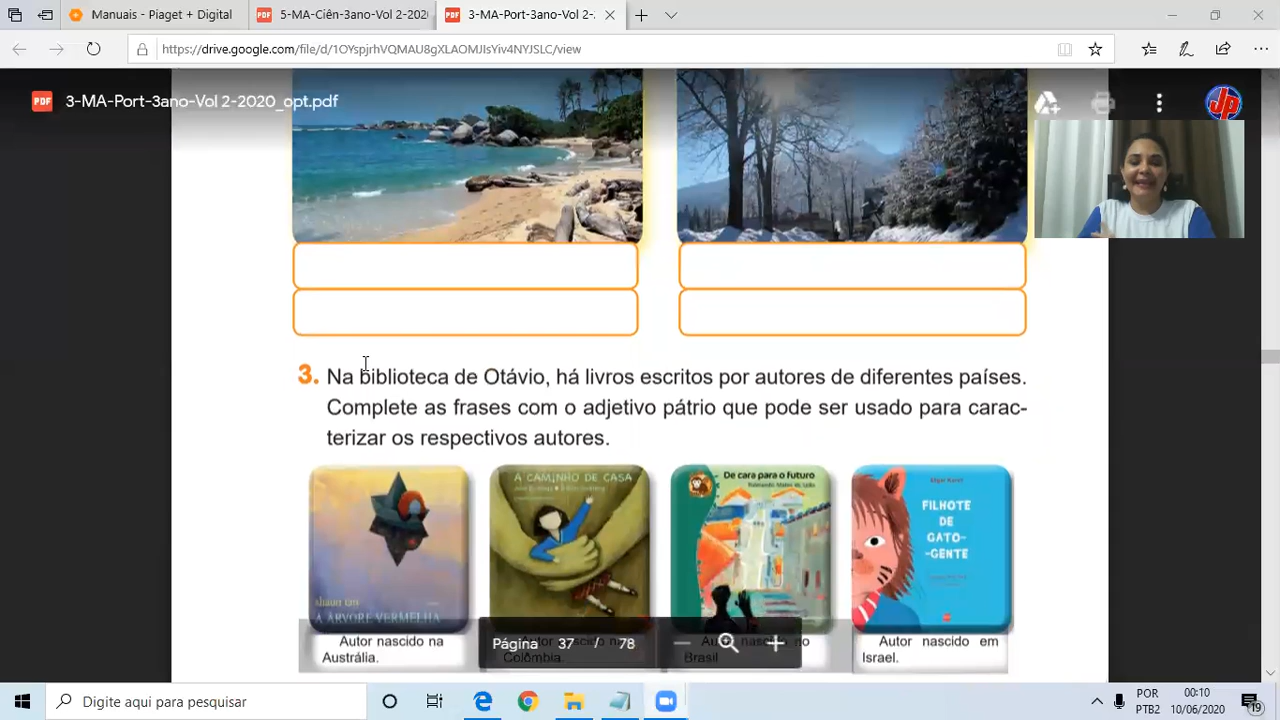 Manuais - Piaget + Digital
5-MA-Ciên-3ano-Vol 2-202
3-MA-Port-3ano-Vol 2-
https://drive.google.com/file/d/1OYspjrhVQMAU8gXLAOMJIsYiv4NYJSLC/view
PDF 3-MA-Port-3ano-Vol 2-2020_opt.pdf
JP
3. Na biblioteca de Otávio, há livros escritos por autores de diferentes países.
Complete as frases com o adjetivo pátrio que pode ser usado para carac-
terizar os respectivos autores.
A CAMINHO DE CASA
De cara para o futuro
FILHOTE
DE
GATO-
-GENTE
shaun tan
A ÁRVORE VERMELHA
Autor nascido na
Austrália.
Colômbia.
Brasil
Autor nascido em
Israel.
Página 37 / 78
Digite aqui para pesquisar
POR
PTB2
00:10
10/06/2020
19